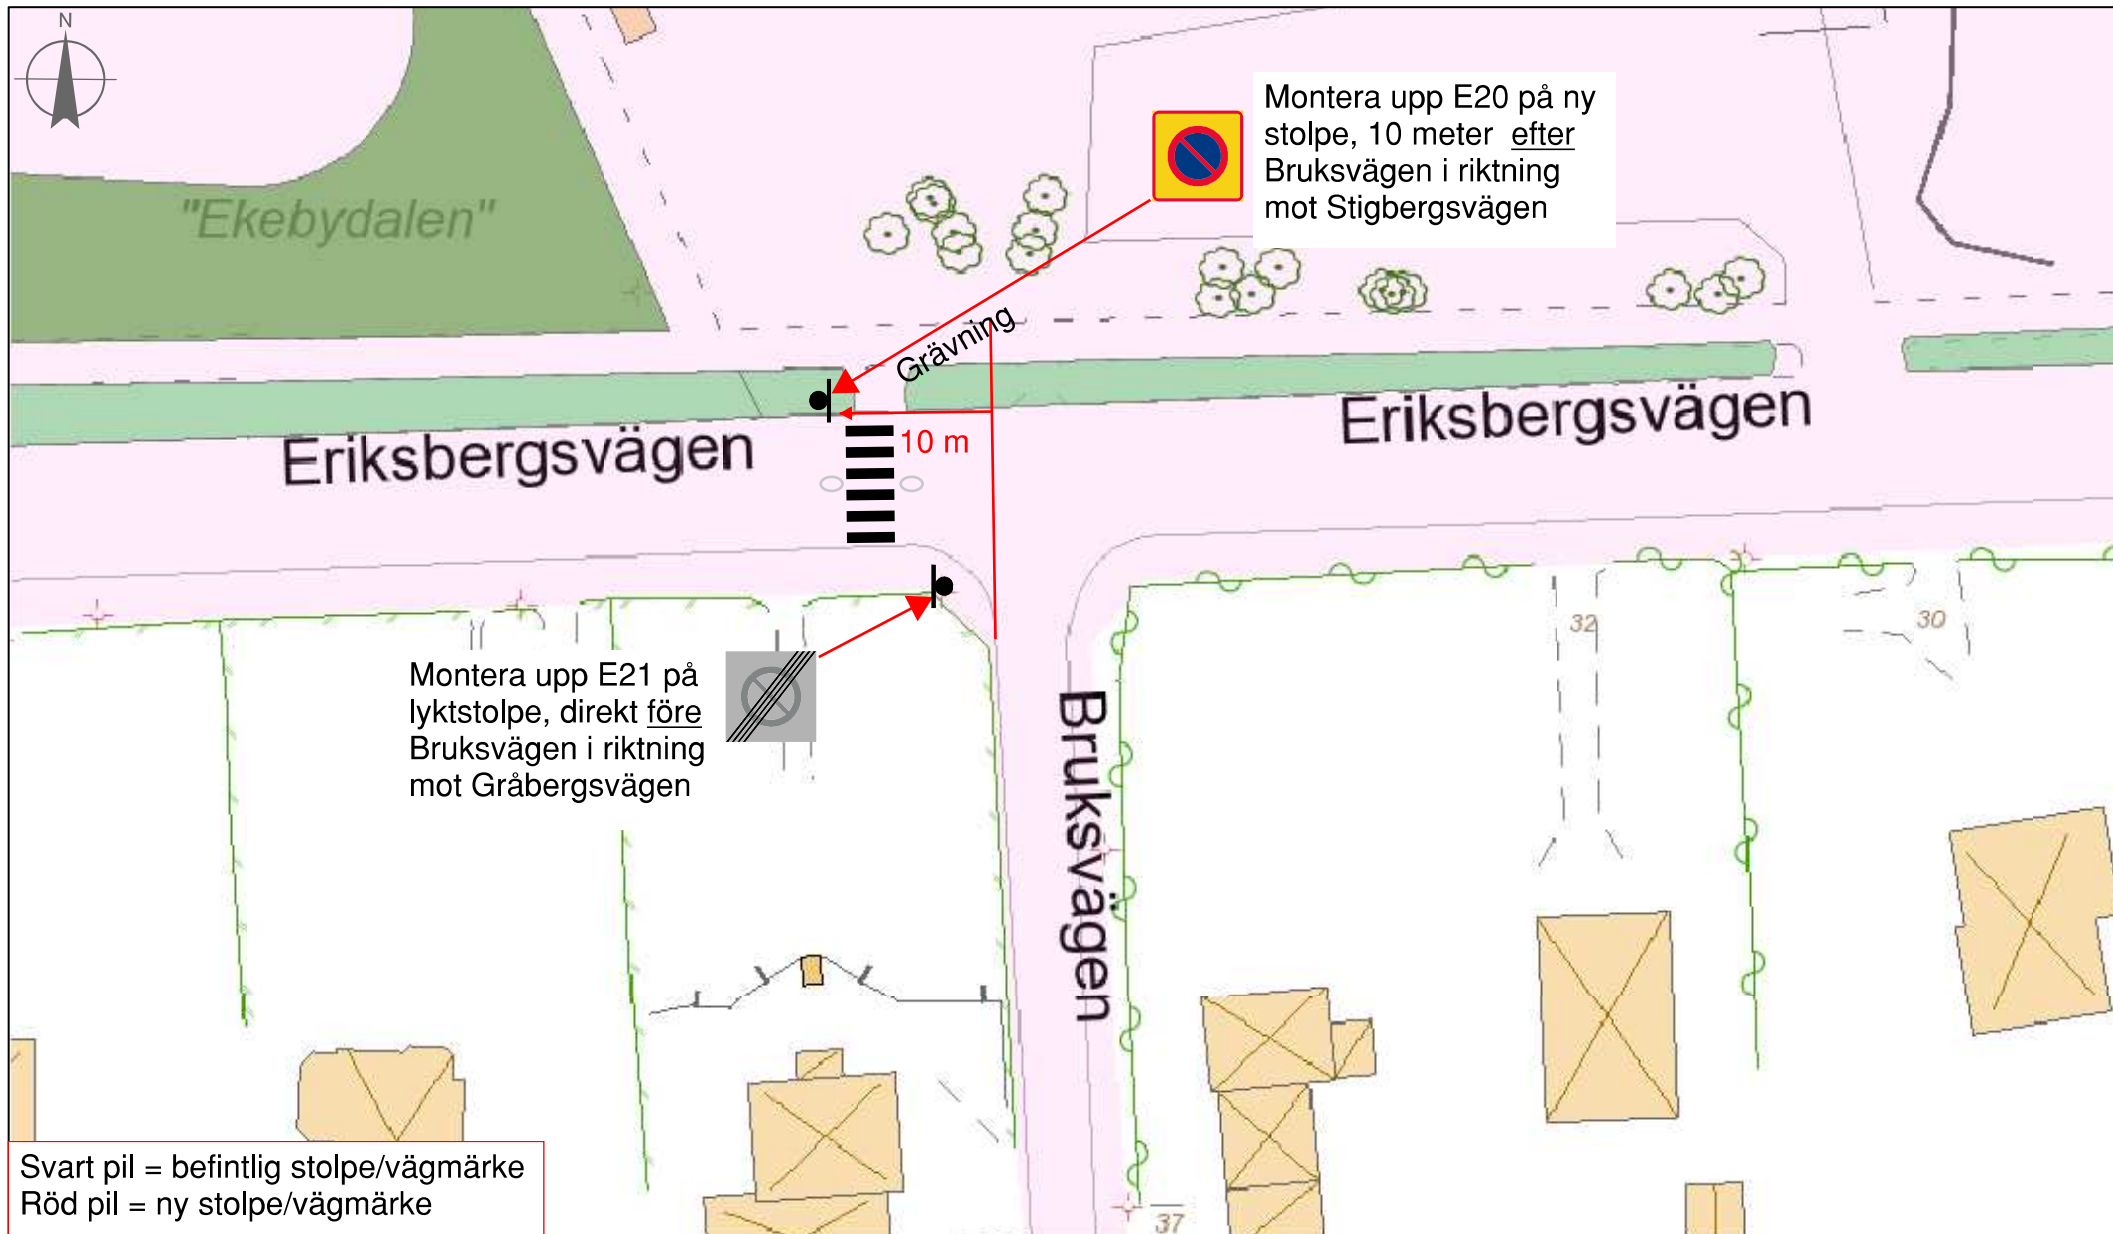 N
"Ekebydalen"
Montera upp E20 på ny
stolpe, 10 meter efter
Bruksvägen i riktning
mot Stigbergsvägen
Grävning
Eriksbergsvägen
Eriksbergsvägen
10 m
32
30
Montera upp E21 på
lyktstolpe, direkt före
Bruksvägen i riktning
mot Gråbergsvägen
Bruksvägen
Svart pil = befintlig stolpe/vägmärke
Röd pil = ny stolpe/vägmärke
37